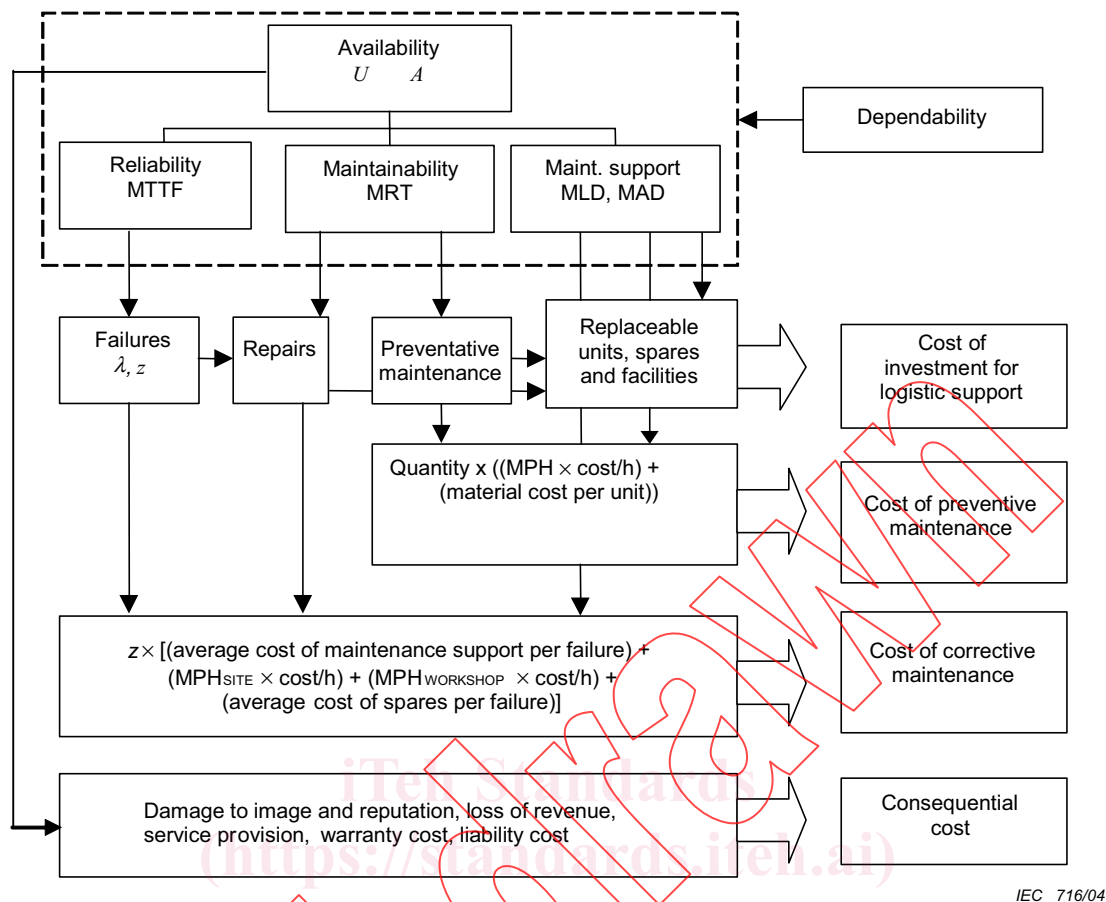 Availability
U A
Dependability
Reliability
MTTF
Maintainability
MRT
Maint. support
MLD, MAD
Failures
λ, z
Repairs
Preventative
maintenance
Replaceable
units, spares
and facilities
Cost of
investment for
logistic support
Quantity x ((MPH × cost/h) +
(material cost per unit))
Cost of preventive
maintenance
z × [(average cost of maintenance support per failure) +
(MPHSITE × cost/h) + (MPHWORKSHOP × cost/h) +
(average cost of spares per failure)]
Cost of corrective
maintenance
iTeh Standards
Damage to image and reputation, loss of revenue,
service provision, warranty cost, liability cost
Consequential
cost
(https://standards.iteh.ai)
IEC 716/04